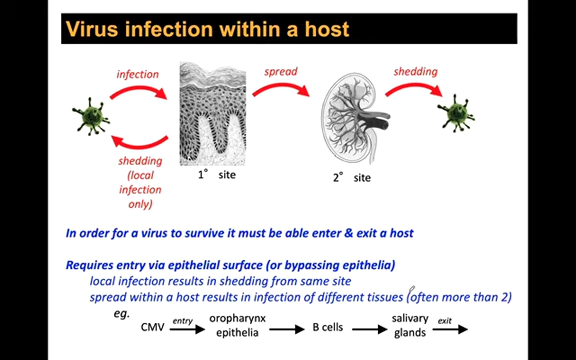 Virus infection within a host
infection
spread
shedding
shedding
(local
infection
only)
1° site
2° site
In order for a virus to survive it must be able enter & exit a host
Requires entry via epithelial surface (or bypassing epithelia)
local infection results in shedding from same site
spread within a host results in infection of different tissues (often more than 2)
eg.
CMV entry oropharynx epithelia B cells salivary glands exit